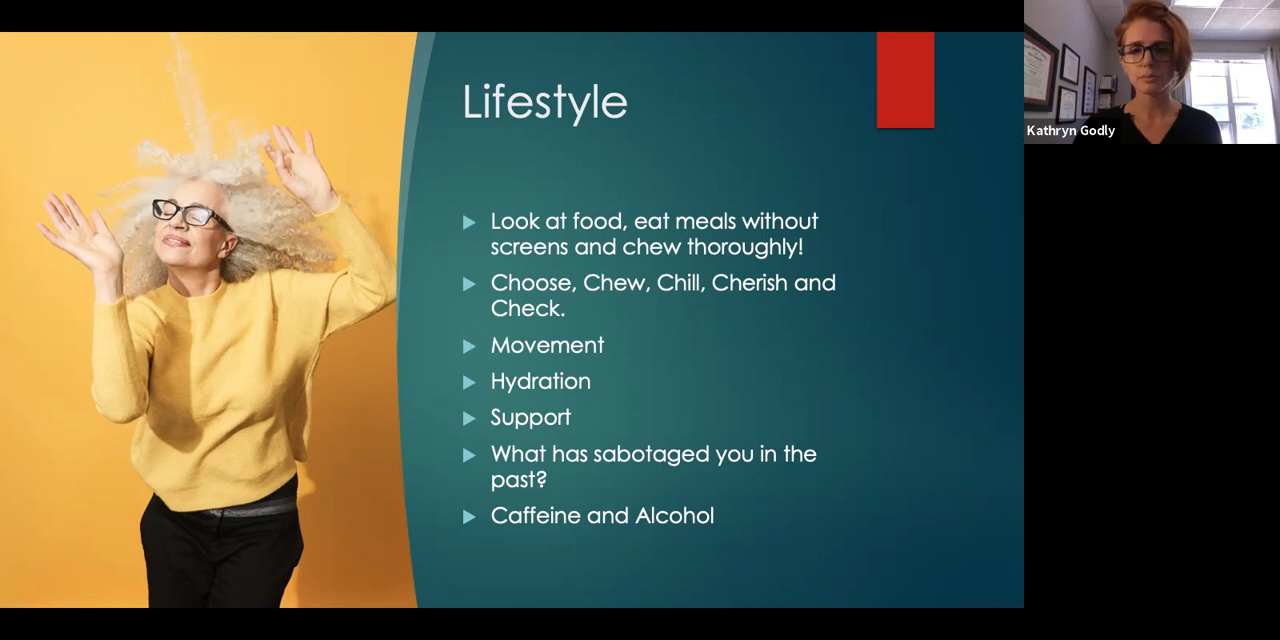 Lifestyle
Look at food, eat meals without
screens and chew thoroughly!
Choose, Chew, Chill, Cherish and
Check.
Movement
Hydration
Support
What has sabotaged you in the
past?
Caffeine and Alcohol
Kathryn Godly